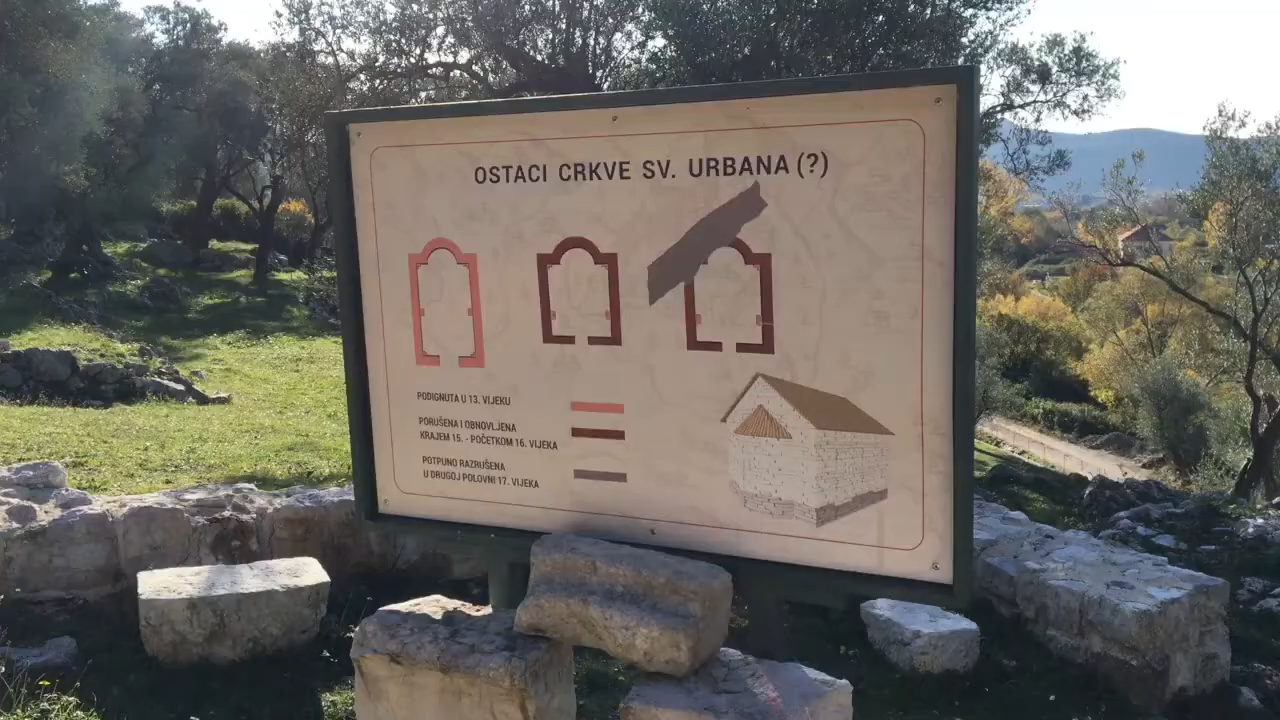 OSTACI CRKVE SV. URBANA (?)
PODIGNUTA U 13. VIJEKU
PORUŠENA I OBNOVLJENA
KRAJEM 15. - POČETKOM 16. VIJEKA
POTPUNO RAZRUŠENA
U DRUGOJ POLOVNI 17. VIJEKA